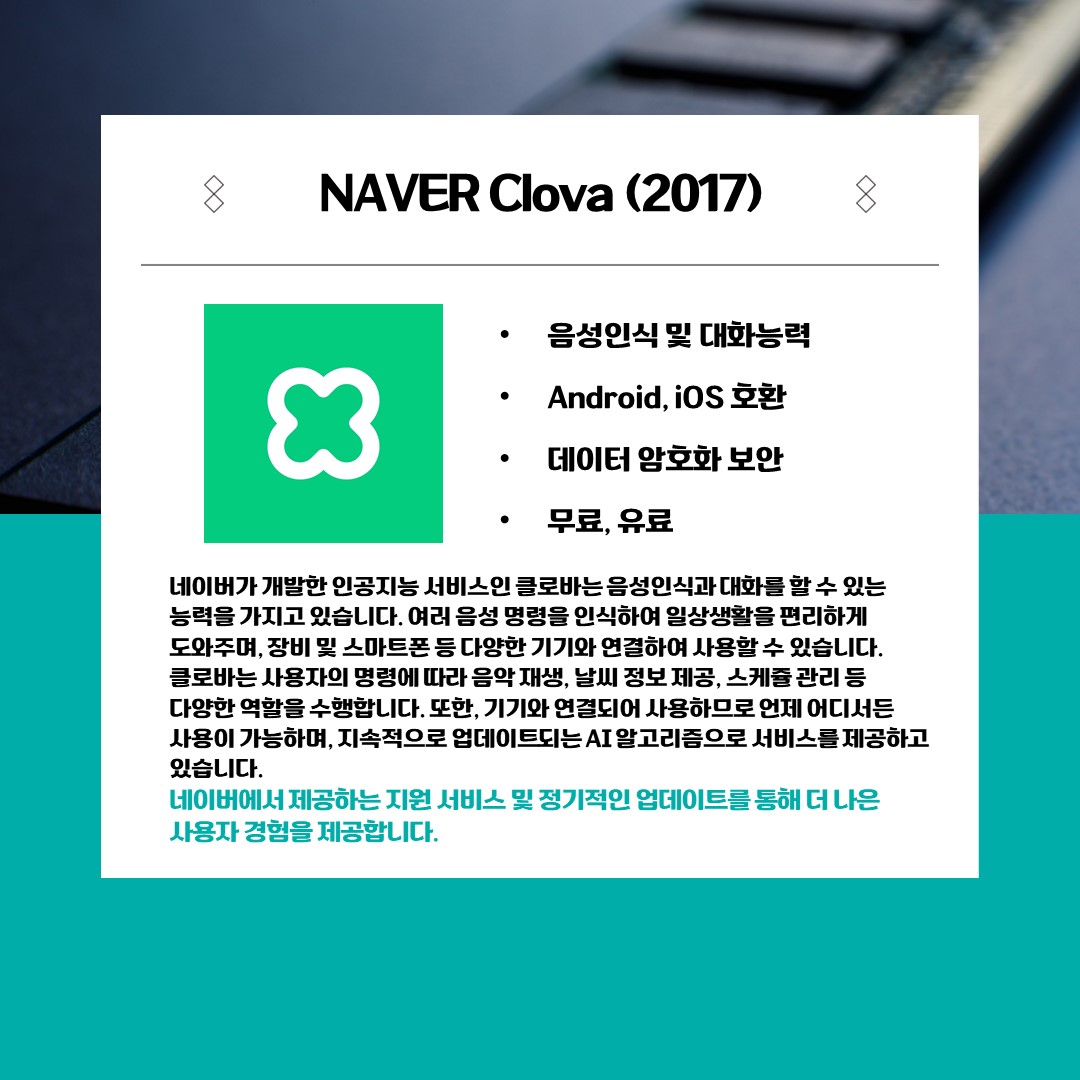 NAVER Clova (2017)
• 음성인식 및 대화능력
• Android, iOS 호환
• 데이터 암호화 보안
• 무료, 유료
네이버가 개발한 인공지능 서비스인 클로바는 음성인식과 대화를 할 수 있는
능력을 가지고 있습니다. 여러 음성 명령을 인식하여 일상생활을 편리하게
도와주며, 장비 및 스마트폰 등 다양한 기기와 연결하여 사용할 수 있습니다.
클로바는 사용자의 명령에 따라 음악 재생, 날씨 정보 제공, 스케쥴 관리 등
다양한 역할을 수행합니다. 또한, 기기와 연결되어 사용하므로 언제 어디서든
사용이 가능하며, 지속적으로 업데이트되는 AI 알고리즘으로 서비스를 제공하고
있습니다.
네이버에서 제공하는 지원 서비스 및 정기적인 업데이트를 통해 더 나은
사용자 경험을 제공합니다.